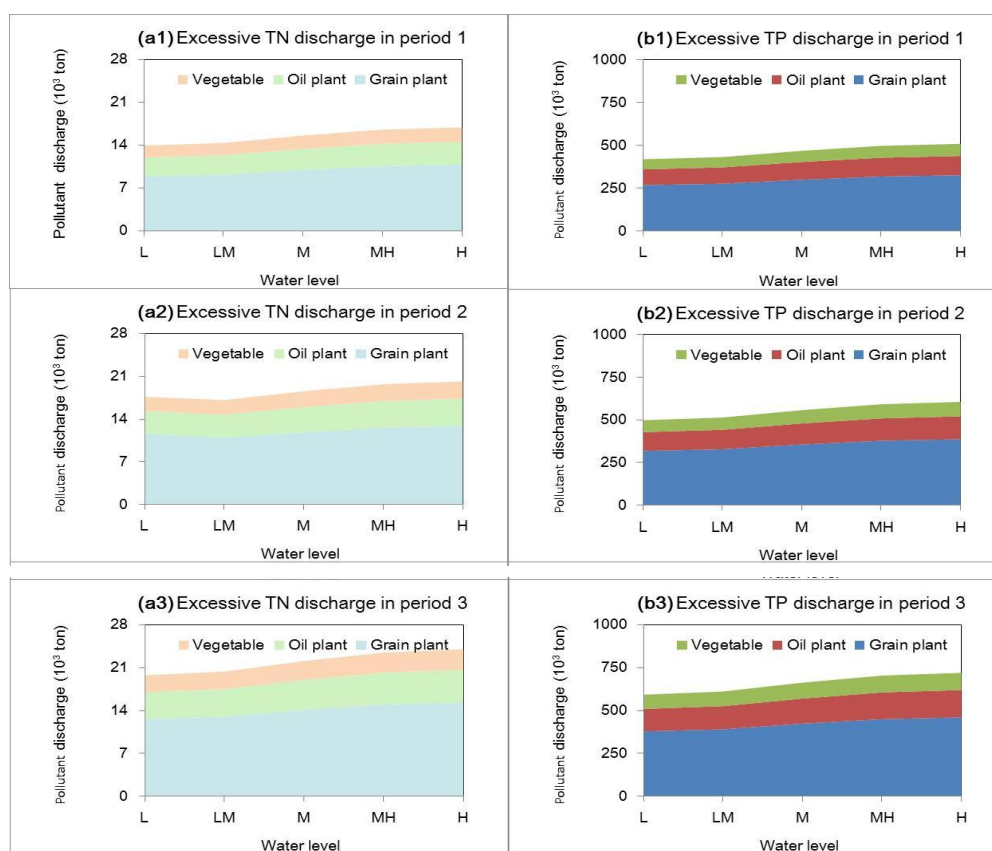 (a1) Excessive TN discharge in period 1
Pollutant discharge (10³ ton)
28
21
14
7
0
Vegetable Oil plant Grain plant
L LM M MH H
Water level
(b1) Excessive TP discharge in period 1
Pollutant discharge (10³ ton)
1000
750
500
250
0
Vegetable Oil plant Grain plant
L LM M MH H
Water level
(a2) Excessive TN discharge in period 2
Pollutant discharge (10³ ton)
28
21
14
7
0
Vegetable Oil plant Grain plant
L LM M MH H
Water level
(b2) Excessive TP discharge in period 2
Pollutant discharge (10³ ton)
1000
750
500
250
0
Vegetable Oil plant Grain plant
L LM M MH H
Water level
Water level
(a3) Excessive TN discharge in period 3
Pollutant discharge (10³ ton)
28
21
14
7
0
Vegetable Oil plant Grain plant
L LM M MH H
Water level
(b3) Excessive TP discharge in period 3
Pollutant discharge (10³ ton)
1000
750
500
250
0
Vegetable Oil plant Grain plant
L LM M MH H
Water level